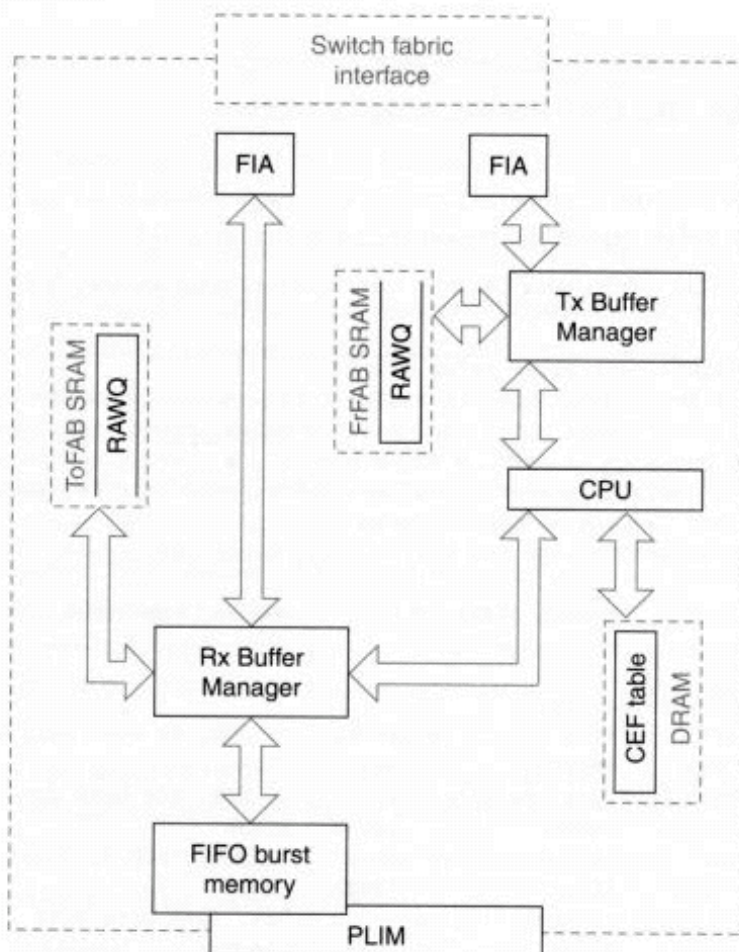 Switch fabric
interface
FIA
FIA
Tx Buffer
Manager
FrFAB SRAM
RAWQ
ToFAB SRAM
RAWQ
CPU
Rx Buffer
Manager
CEF table
DRAM
FIFO burst
memory
PLIM